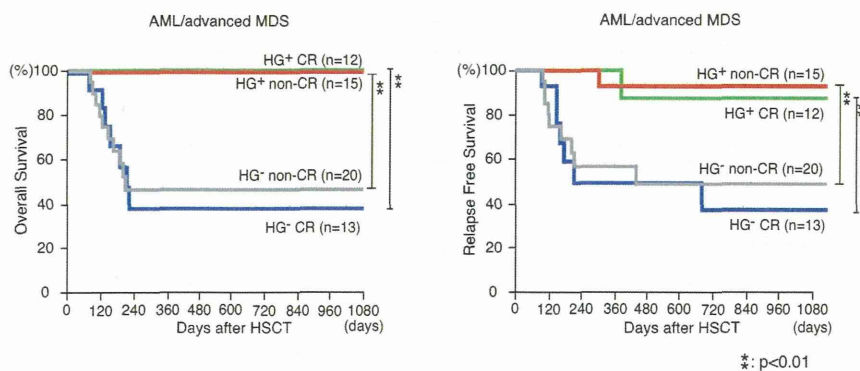 AML/advanced MDS
(%)100
80
60
40
20
0
Overall Survival
HG+ CR (n=12)
HG+ non-CR (n=15)
HG- non-CR (n=20)
HG- CR (n=13)
**
**
0 120 240 360 480 600 720 840 960 1080
Days after HSCT (days)
AML/advanced MDS
(%)100
80
60
40
20
0
Relapse Free Survival
HG+ non-CR (n=15)
HG+ CR (n=12)
HG- non-CR (n=20)
HG- CR (n=13)
**
0 120 240 360 480 600 720 840 960 1080
Days after HSCT (days)
**: p<0.01